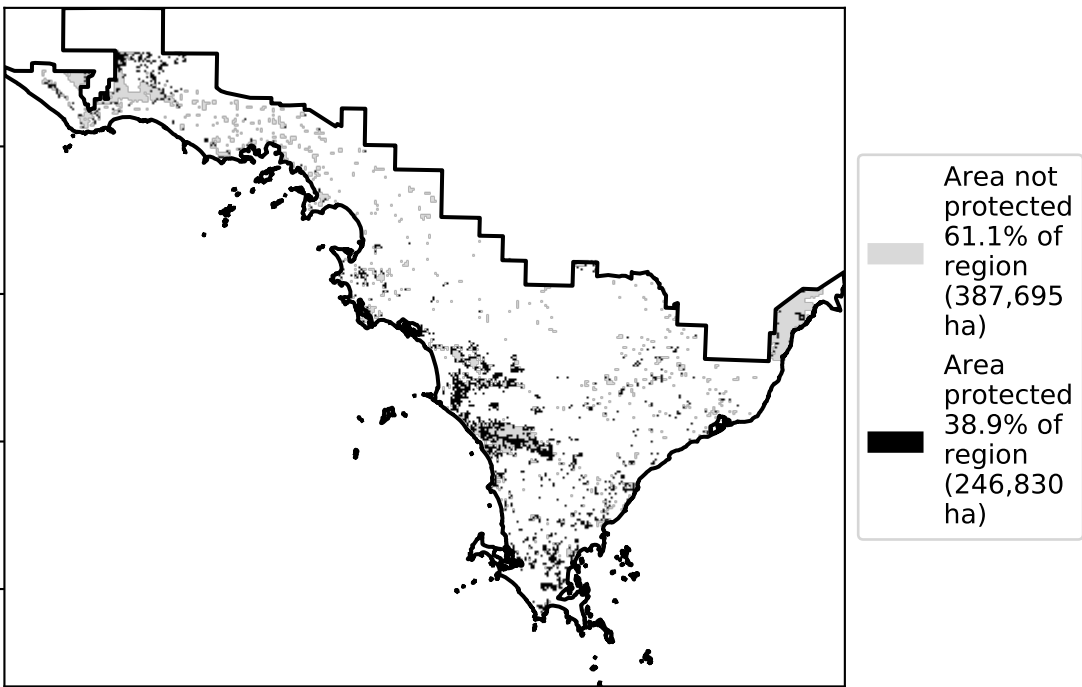 Area not
protected
61.1% of
region
(387,695
ha)
Area
protected
38.9% of
region
(246,830
ha)